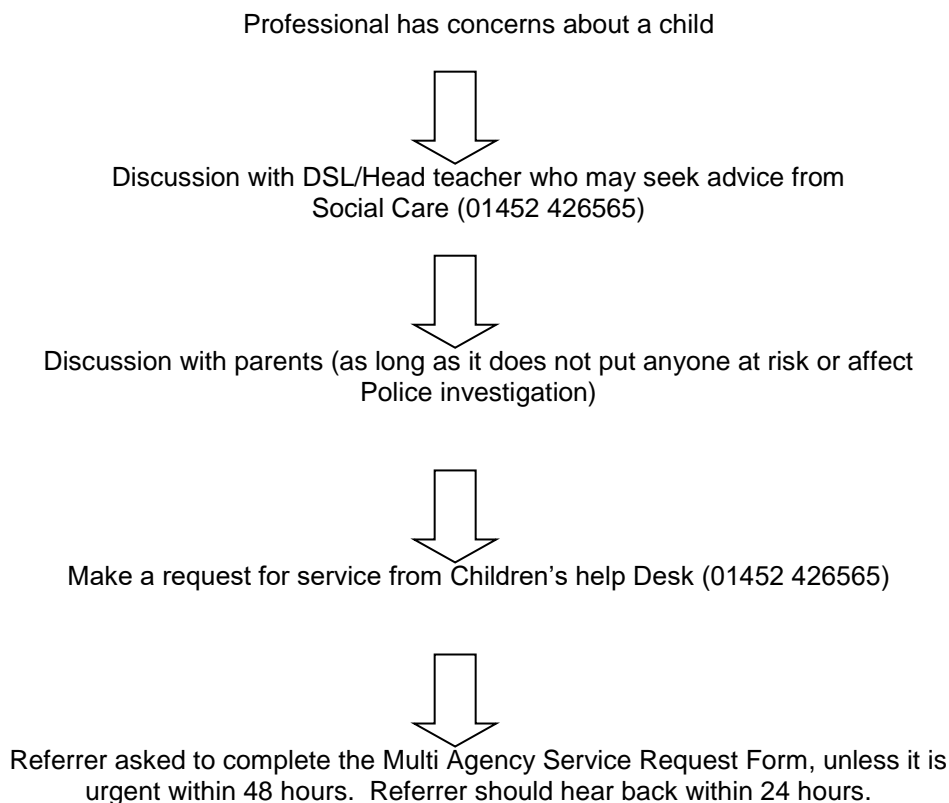 Professional has concerns about a child
Discussion with DSL/Head teacher who may seek advice from
Social Care (01452 426565)
Discussion with parents (as long as it does not put anyone at risk or affect
Police investigation)
Make a request for service from Children’s help Desk (01452 426565)
Referrer asked to complete the Multi Agency Service Request Form, unless it is
urgent within 48 hours.  Referrer should hear back within 24 hours.